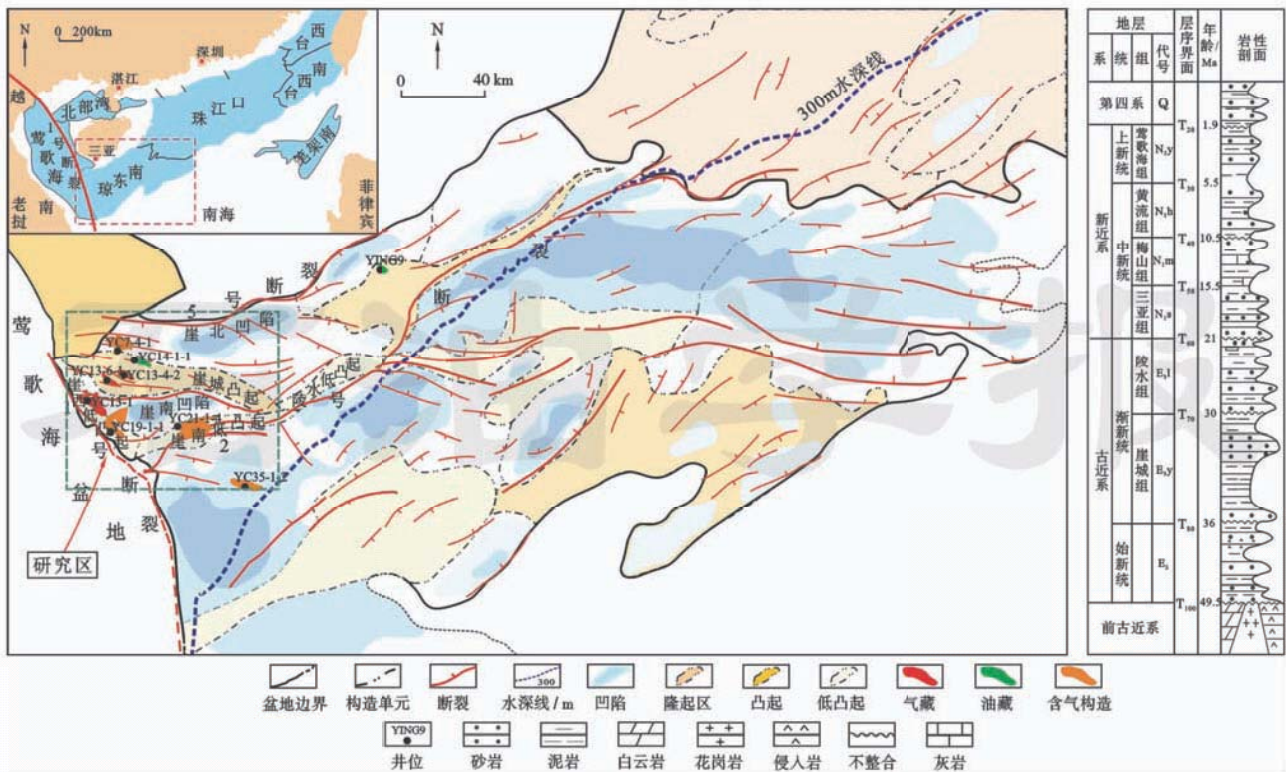 N
0 200km
深圳
湛江
台西
台西南
北部湾
珠江口
越南
莺歌海
1号断裂
三亚
琼东南
笔架南
老挝
南海
菲律宾
N
0 40 km
300m水深线
YING9
5号断裂
2号断裂
崖北凹陷
莺歌海盆地
1号断裂
YC7-4-1
YC14-1-1
YC13-6-1
YC13-4-2
YC13-1
YC19-1-1
YC21-1-1
YC35-1-2
崖城凸起
陵水低凸起
崖南凹陷
崖南低凸起
研究区
地层
层序界面
年龄/Ma
岩性剖面
系
统
组
代号
第四系
Q
T20
1.9
新近系
上新统
莺歌海组
N2y
T30
5.5
中新统
黄流组
N1h
T40
10.5
梅山组
N1m
T50
15.5
三亚组
N1s
T60
21
古近系
渐新统
陵水组
E3l
T70
30
崖城组
E3y
T80
36
始新统
E2
T100
49.5
前古近系
盆地边界
构造单元
断裂
300
水深线/m
凹陷
隆起区
凸起
低凸起
气藏
油藏
含气构造
YING9
井位
砂岩
泥岩
白云岩
花岗岩
侵入岩
不整合
灰岩